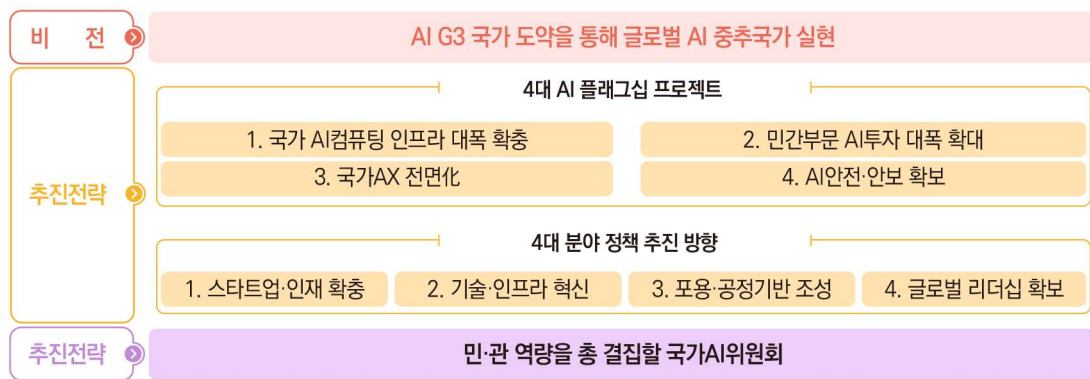 비 전
AI G3 국가 도약을 통해 글로벌 AI 중추국가 실현
추진전략
4대 AI 플래그십 프로젝트
1. 국가 AI컴퓨팅 인프라 대폭 확충
2. 민간부문 AI투자 대폭 확대
3. 국가AX 전면化
4. AI안전·안보 확보
4대 분야 정책 추진 방향
1. 스타트업·인재 확충
2. 기술·인프라 혁신
3. 포용·공정기반 조성
4. 글로벌 리더십 확보
추진전략
민·관 역량을 총 결집할 국가AI위원회